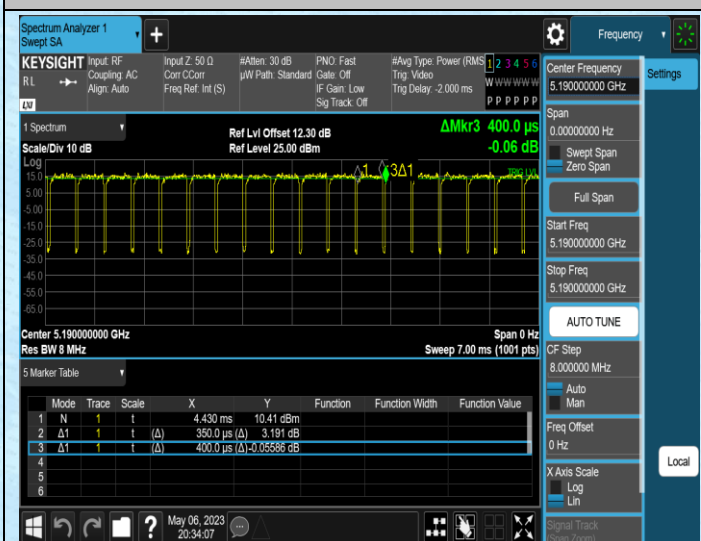 Spectrum Analyzer 1
Swept SA
+
Frequency
KEYSIGHT
RL
LXI
Input: RF
Coupling: AC
Align: Auto
Input Z: 50 Ω
Corr CCorr
Freq Ref: Int (S)
#Atten: 30 dB
µW Path: Standard
PNO: Fast
Gate: Off
IF Gain: Low
Sig Track: Off
#Avg Type: Power (RMS
Trig: Video
Trig Delay: -2.000 ms
1 2 3 4 5 6
W W W W W W
P P P P P P
1 Spectrum
Scale/Div 10 dB
Ref Lvl Offset 12.30 dB
Ref Level 25.00 dBm
ΔMkr3 400.0 µs
-0.06 dB
Log
15.0
5.00
-5.00
-15.0
-25.0
-35.0
-45.0
-55.0
-65.0
1
3Δ1
TRIG LVL
Center 5.190000000 GHz
Res BW 8 MHz
Span 0 Hz
Sweep 7.00 ms (1001 pts)
5 Marker Table
Mode Trace Scale X Y Function Function Width Function Value
1 N 1 t 4.430 ms 10.41 dBm
2 Δ1 1 t (Δ) 350.0 µs (Δ) 3.191 dB
3 Δ1 1 t (Δ) 400.0 µs (Δ) -0.05586 dB
4
5
6
?
May 06, 2023
20:34:07
Center Frequency
5.190000000 GHz
Span
0.00000000 Hz
Swept Span
Zero Span
Full Span
Start Freq
5.190000000 GHz
Stop Freq
5.190000000 GHz
AUTO TUNE
CF Step
8.000000 MHz
Auto
Man
Freq Offset
0 Hz
X Axis Scale
Log
Lin
Signal Track
(Span Zoom)
Settings
Local